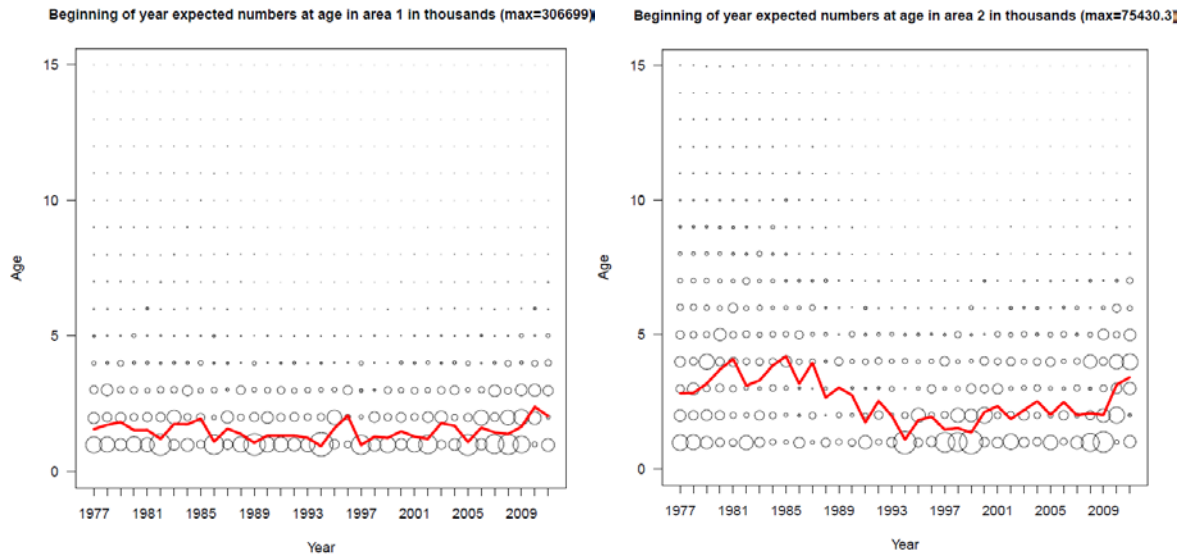 Beginning of year expected numbers at age in area 1 in thousands (max=306699)
15
10
5
0
Age
1977 1981 1985 1989 1993 1997 2001 2005 2009
Year
Beginning of year expected numbers at age in area 2 in thousands (max=75430.3)
15
10
5
0
Age
1977 1981 1985 1989 1993 1997 2001 2005 2009
Year